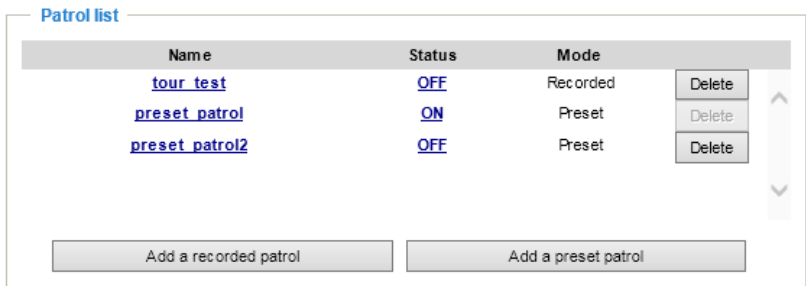 Patrol list
Name Status Mode
tour_test OFF Recorded Delete
preset_patrol ON Preset Delete
preset_patrol2 OFF Preset Delete
Add a recorded patrol Add a preset patrol